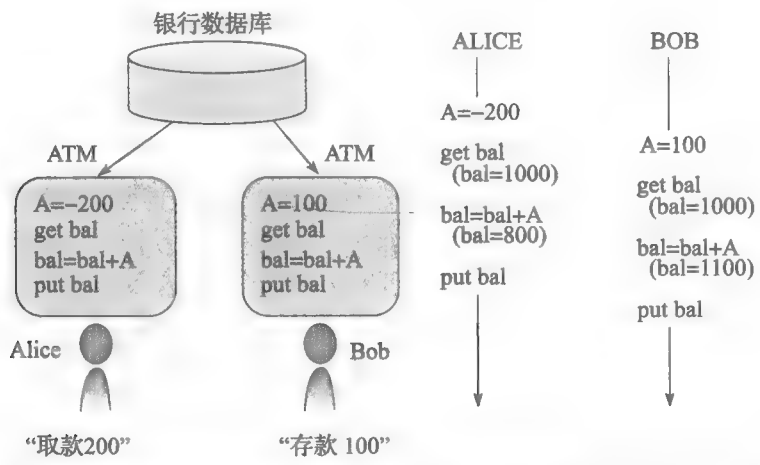 银行数据库
ATM
ATM
A=−200
get bal
bal=bal+A
put bal
A=100
get bal
bal=bal+A
put bal
Alice
Bob
“取款200”
“存款 100”
ALICE
A=−200
get bal
(bal=1000)
bal=bal+A
(bal=800)
put bal
BOB
A=100
get bal
(bal=1000)
bal=bal+A
(bal=1100)
put bal